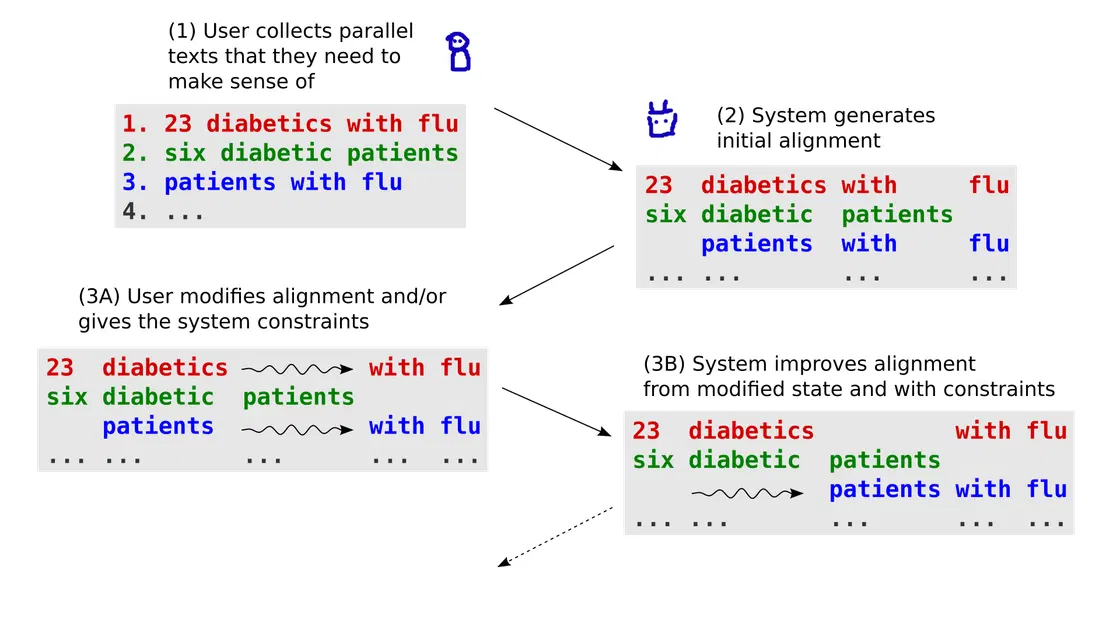 (1) User collects parallel
texts that they need to
make sense of
1. 23 diabetics with flu
2. six diabetic patients
3. patients with flu
4. ...
(2) System generates
initial alignment
23 diabetics with flu
six diabetic patients
patients with flu
... ... ... ...
(3A) User modifies alignment and/or
gives the system constraints
23 diabetics with flu
six diabetic patients
patients with flu
... ... ... ... ...
(3B) System improves alignment
from modified state and with constraints
23 diabetics with flu
six diabetic patients
patients with flu
... ... ... ... ...